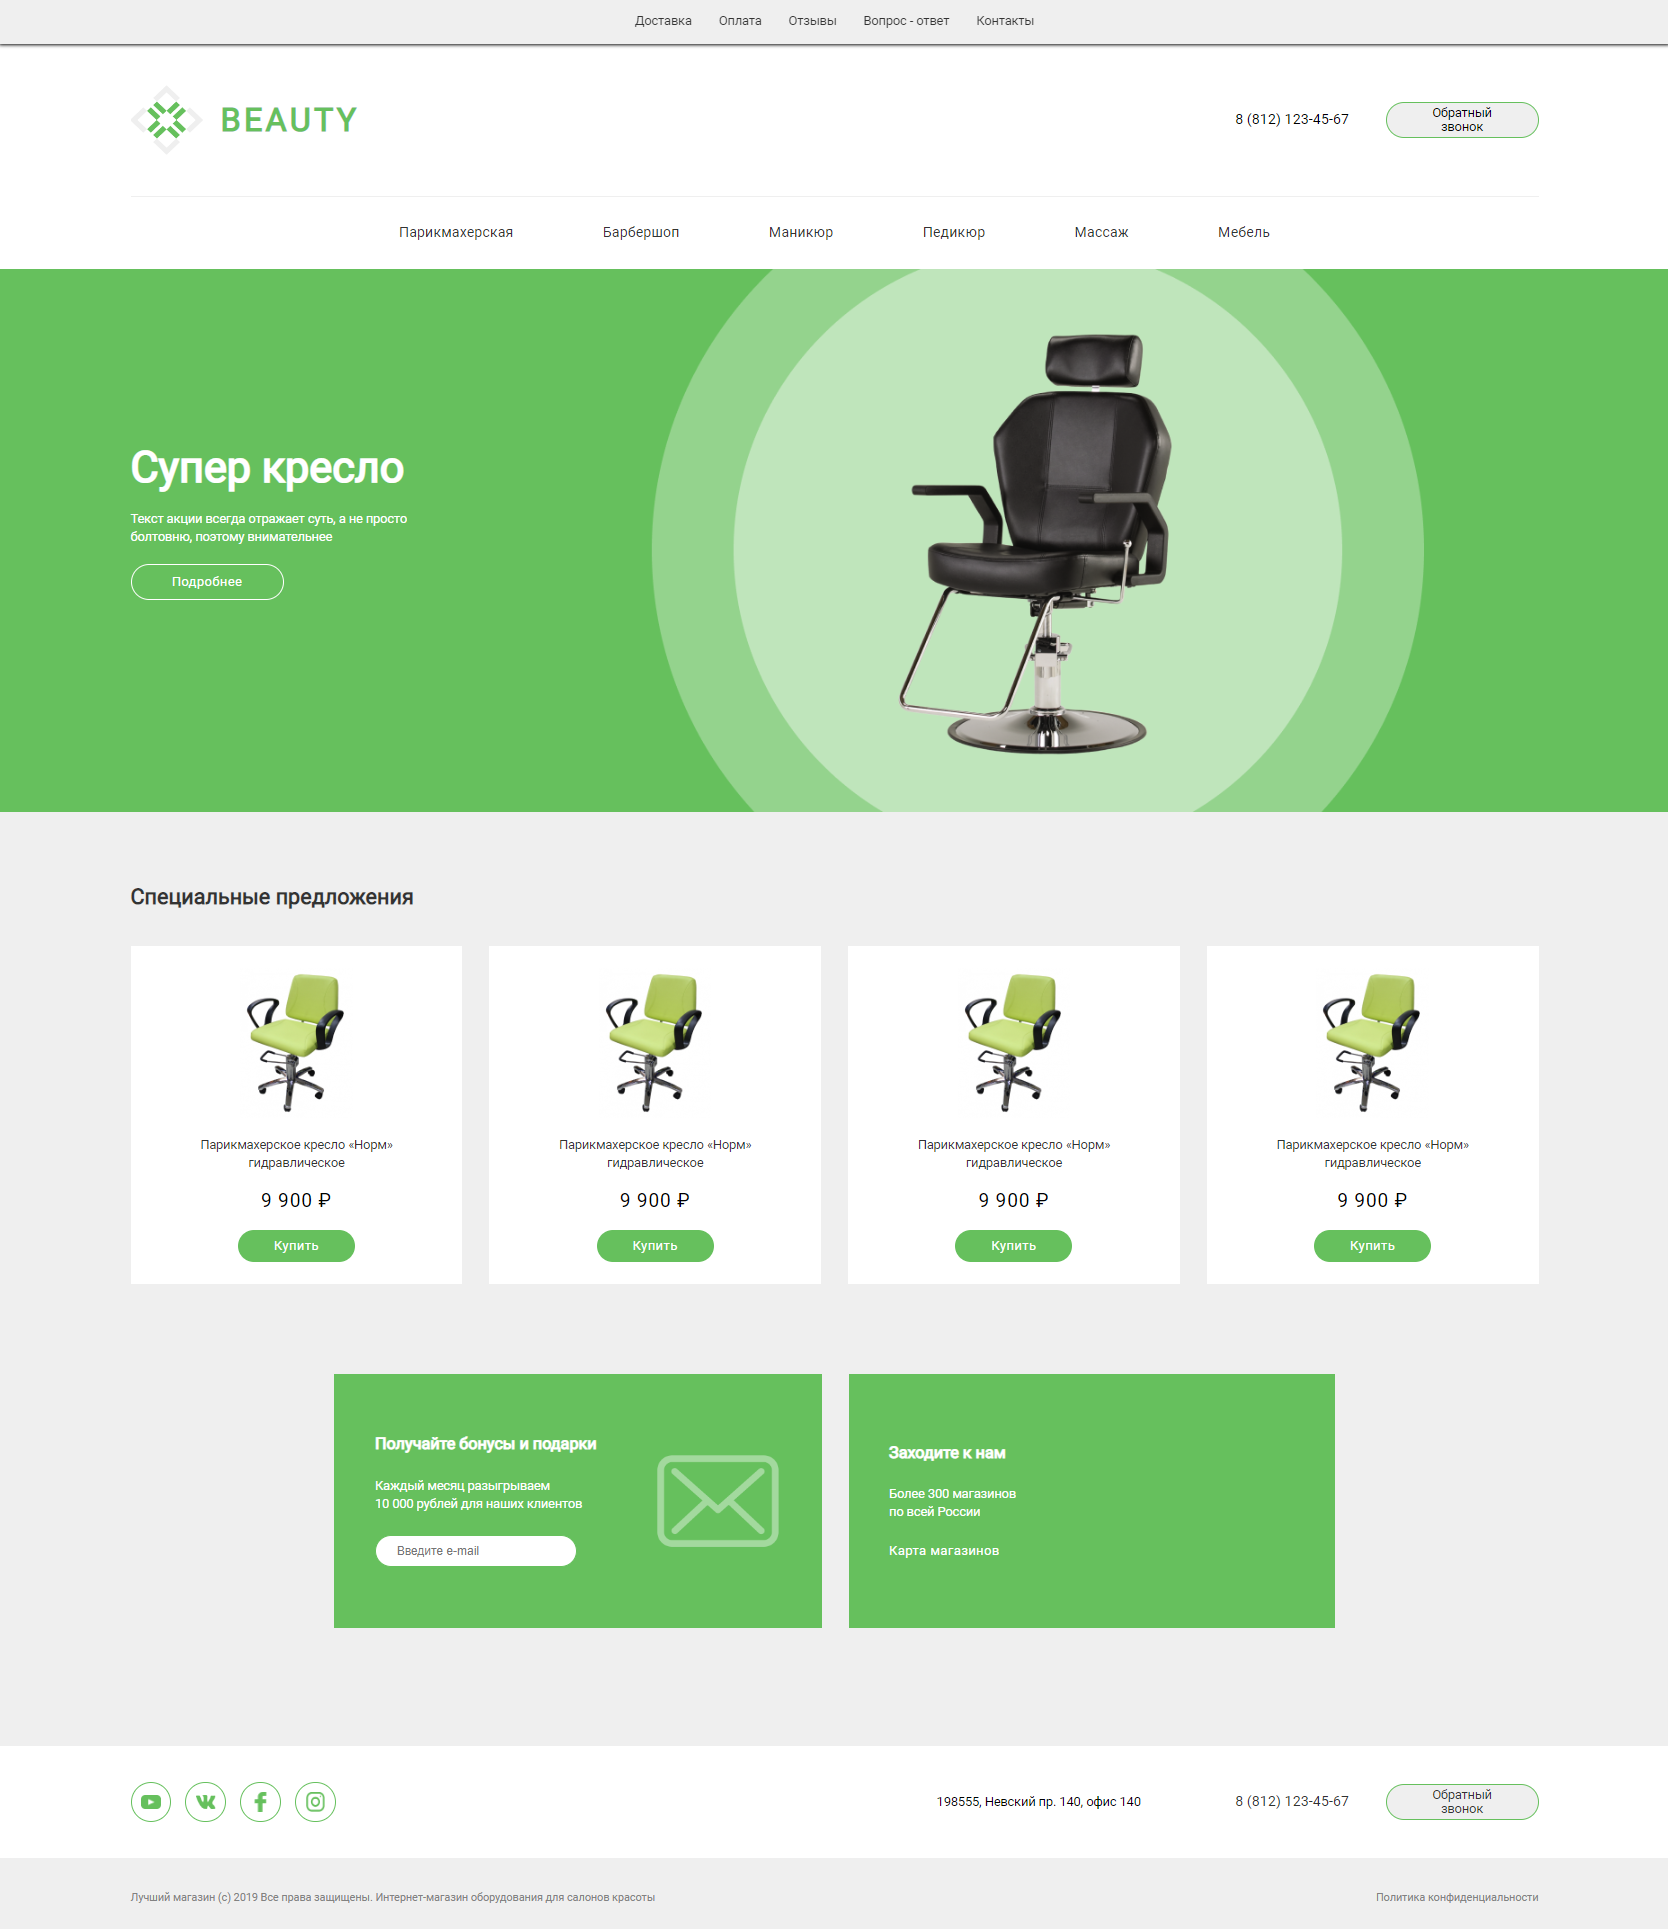 Доставка Оплата Отзывы Вопрос - ответ Контакты
BEAUTY
8 (812) 123-45-67
Обратный
звонок
Парикмахерская Барбершоп Маникюр Педикюр Массаж Мебель
Супер кресло
Текст акции всегда отражает суть, а не просто
болтовню, поэтому внимательнее
Подробнее
Специальные предложения
Парикмахерское кресло «Норм»
гидравлическое
9 900 ₽
Купить
Парикмахерское кресло «Норм»
гидравлическое
9 900 ₽
Купить
Парикмахерское кресло «Норм»
гидравлическое
9 900 ₽
Купить
Парикмахерское кресло «Норм»
гидравлическое
9 900 ₽
Купить
Получайте бонусы и подарки
Каждый месяц разыгрываем
10 000 рублей для наших клиентов
Введите e-mail
Заходите к нам
Более 300 магазинов
по всей России
Карта магазинов
198555, Невский пр. 140, офис 140
8 (812) 123-45-67
Обратный
звонок
Лучший магазин (с) 2019 Все права защищены. Интернет-магазин оборудования для салонов красоты
Политика конфиденциальности